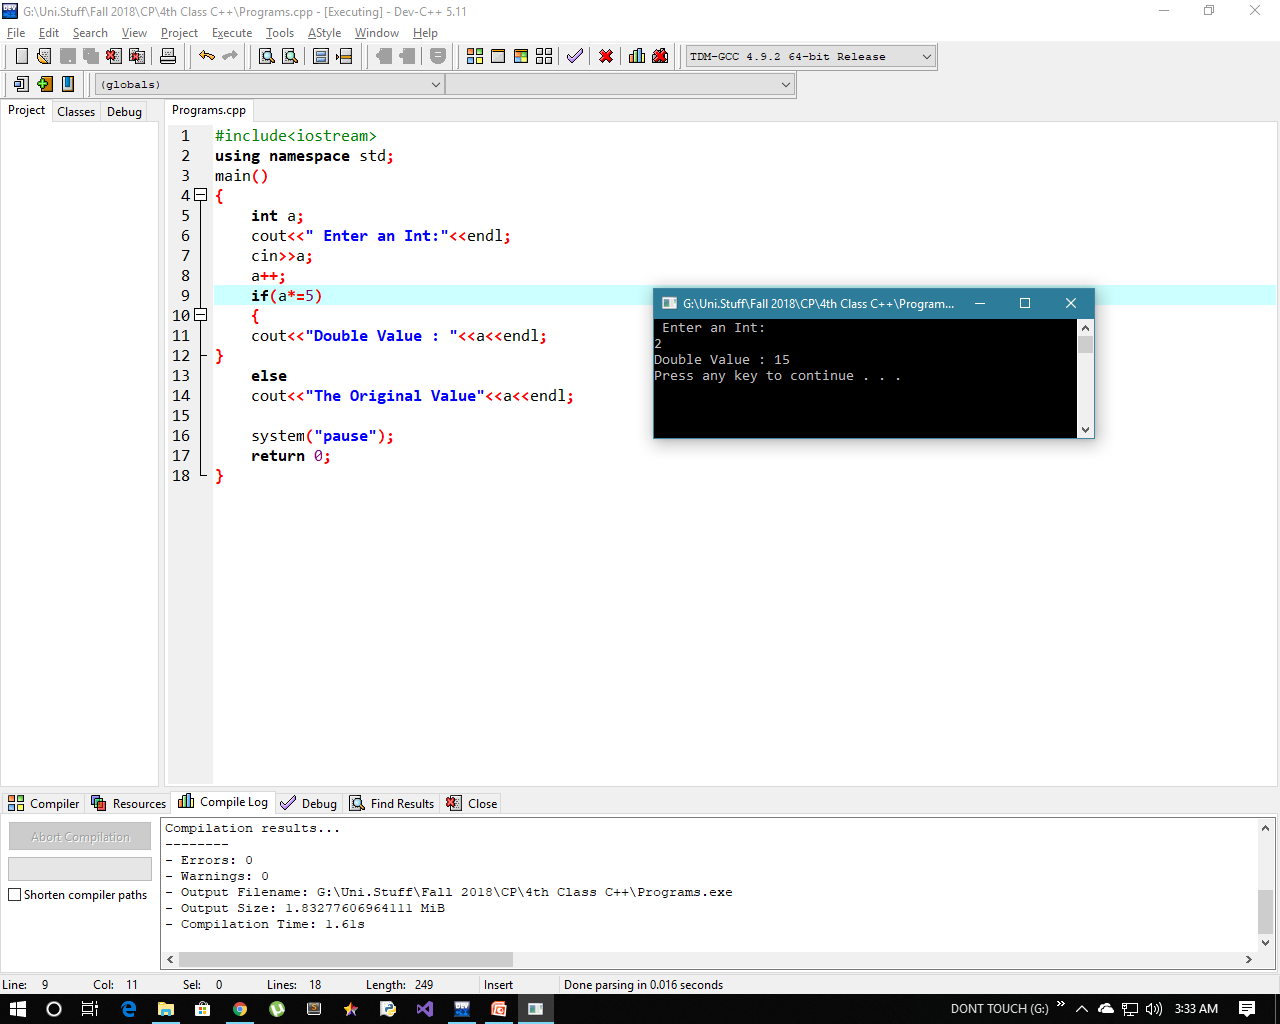 G:\Uni.Stuff\Fall 2018\CP\4th Class C++\Programs.cpp - [Executing] - Dev-C++ 5.11
File Edit Search View Project Execute Tools AStyle Window Help
TDM-GCC 4.9.2 64-bit Release
(globals)
Project Classes Debug
Programs.cpp
1 #include<iostream>
2 using namespace std;
3 main()
4 {
5 int a;
6 cout<<" Enter an Int:"<<endl;
7 cin>>a;
8 a++;
9 if(a*=5)
10 {
11 cout<<"Double Value : "<<a<<endl;
12 }
13 else
14 cout<<"The Original Value"<<a<<endl;
15
16 system("pause");
17 return 0;
18 }
G:\Uni.Stuff\Fall 2018\CP\4th Class C++\Program...
Enter an Int:
2
Double Value : 15
Press any key to continue . . .
Compiler Resources Compile Log Debug Find Results Close
Abort Compilation
Shorten compiler paths
Compilation results...
--------
- Errors: 0
- Warnings: 0
- Output Filename: G:\Uni.Stuff\Fall 2018\CP\4th Class C++\Programs.exe
- Output Size: 1.83277606964111 MiB
- Compilation Time: 1.61s
Line: 9 Col: 11 Sel: 0 Lines: 18 Length: 249 Insert Done parsing in 0.016 seconds
DONT TOUCH (G:) 3:33 AM